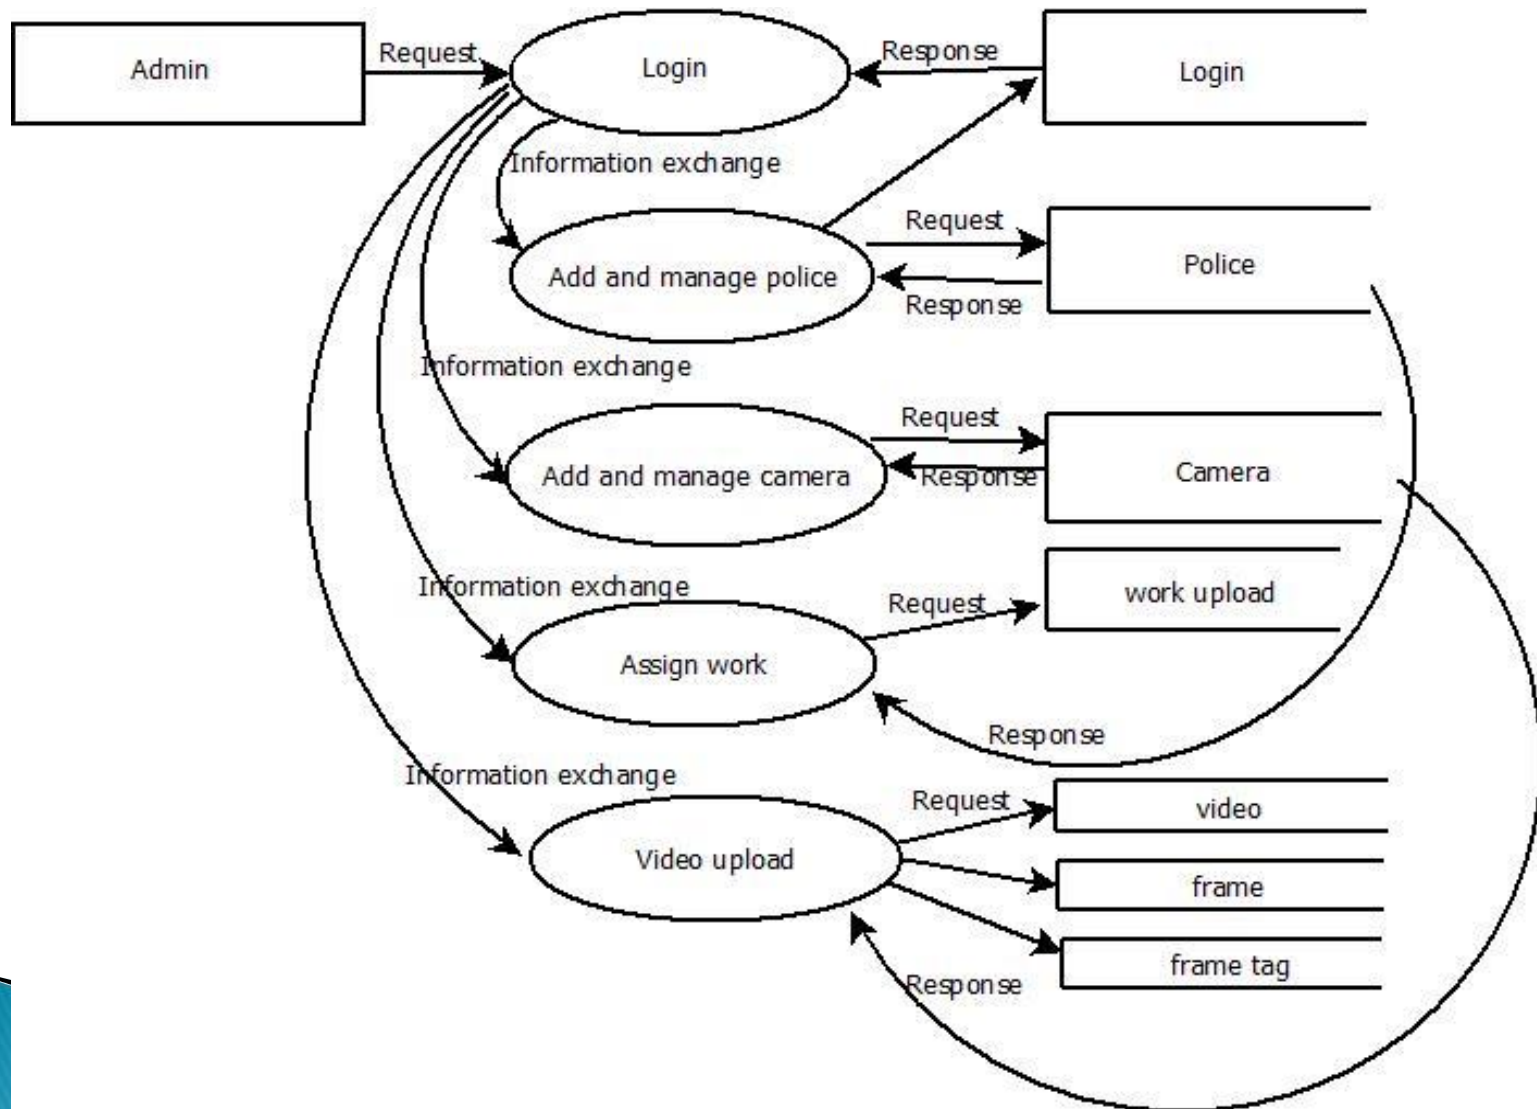 Admin
Request
Login
Response
Login
Information exchange
Add and manage police
Request
Response
Police
Information exchange
Add and manage camera
Request
Response
Camera
Information exchange
Assign work
Request
work upload
Response
Information exchange
Video upload
Request
video
frame
frame tag
Response